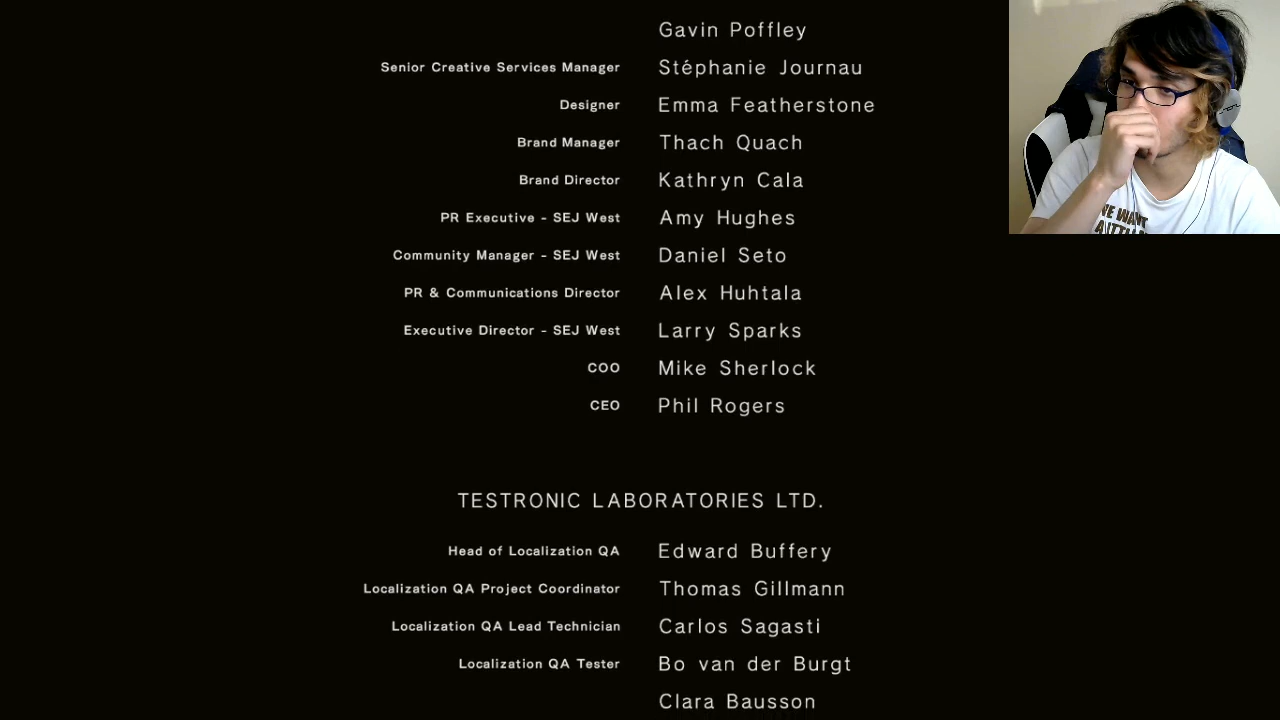 Gavin Poffley
Senior Creative Services Manager Stéphanie Journau
Designer Emma Featherstone
Brand Manager Thach Quach
Brand Director Kathryn Cala
PR Executive - SEJ West Amy Hughes
Community Manager - SEJ West Daniel Seto
PR & Communications Director Alex Huhtala
Executive Director - SEJ West Larry Sparks
COO Mike Sherlock
CEO Phil Rogers
TESTRONIC LABORATORIES LTD.
Head of Localization QA Edward Buffery
Localization QA Project Coordinator Thomas Gillmann
Localization QA Lead Technician Carlos Sagasti
Localization QA Tester Bo van der Burgt
Clara Bausson
WE WANT